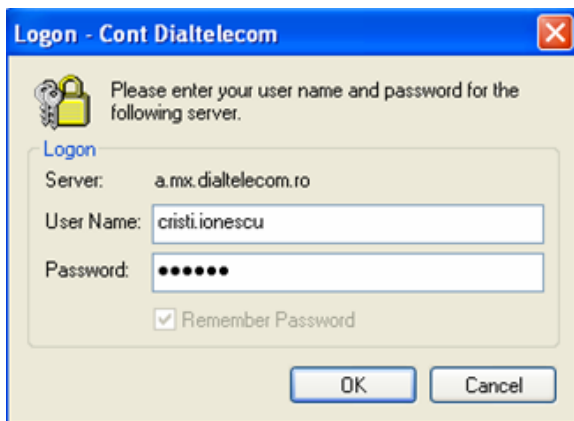 Logon - Cont Dialtelecom
Please enter your user name and password for the
following server.
Logon
Server: a.mx.dialtelecom.ro
User Name: cristi.ionescu
Password: ●●●●●●
Remember Password
OK Cancel